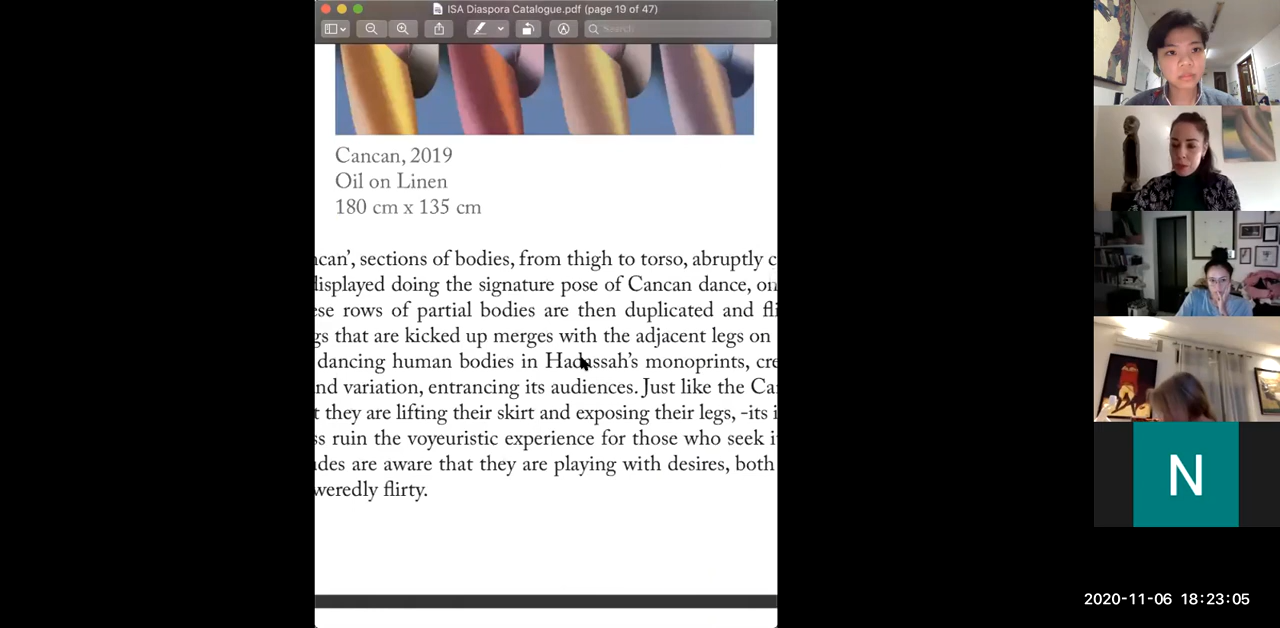 ISA Diaspora Catalogue.pdf (page 19 of 47)
Search
Cancan, 2019
Oil on Linen
180 cm x 135 cm
ncan’, sections of bodies, from thigh to torso, abruptly c
displayed doing the signature pose of Cancan dance, on
ese rows of partial bodies are then duplicated and fli
gs that are kicked up merges with the adjacent legs on
dancing human bodies in Hadassah’s monoprints, cre
nd variation, entrancing its audiences. Just like the Ca
t they are lifting their skirt and exposing their legs, -its i
ss ruin the voyeuristic experience for those who seek i
udes are aware that they are playing with desires, both
weredly flirty.
N
2020-11-06 18:23:05